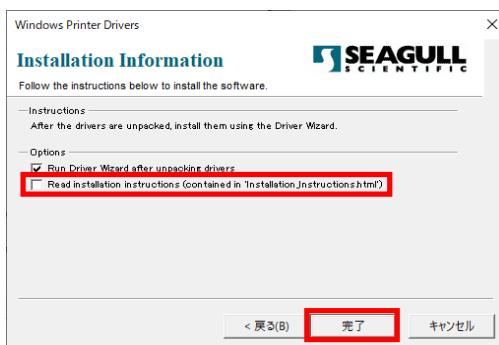 Windows Printer Drivers
Installation Information
SEAGULL
SCIENTIFIC
Follow the instructions below to install the software.
Instructions
After the drivers are unpacked, install them using the Driver Wizard.
Options
Run Driver Wizard after unpacking drivers
Read installation instructions (contained in 'Installation_Instructions.html')
< 戻る(B)
完了
キャンセル